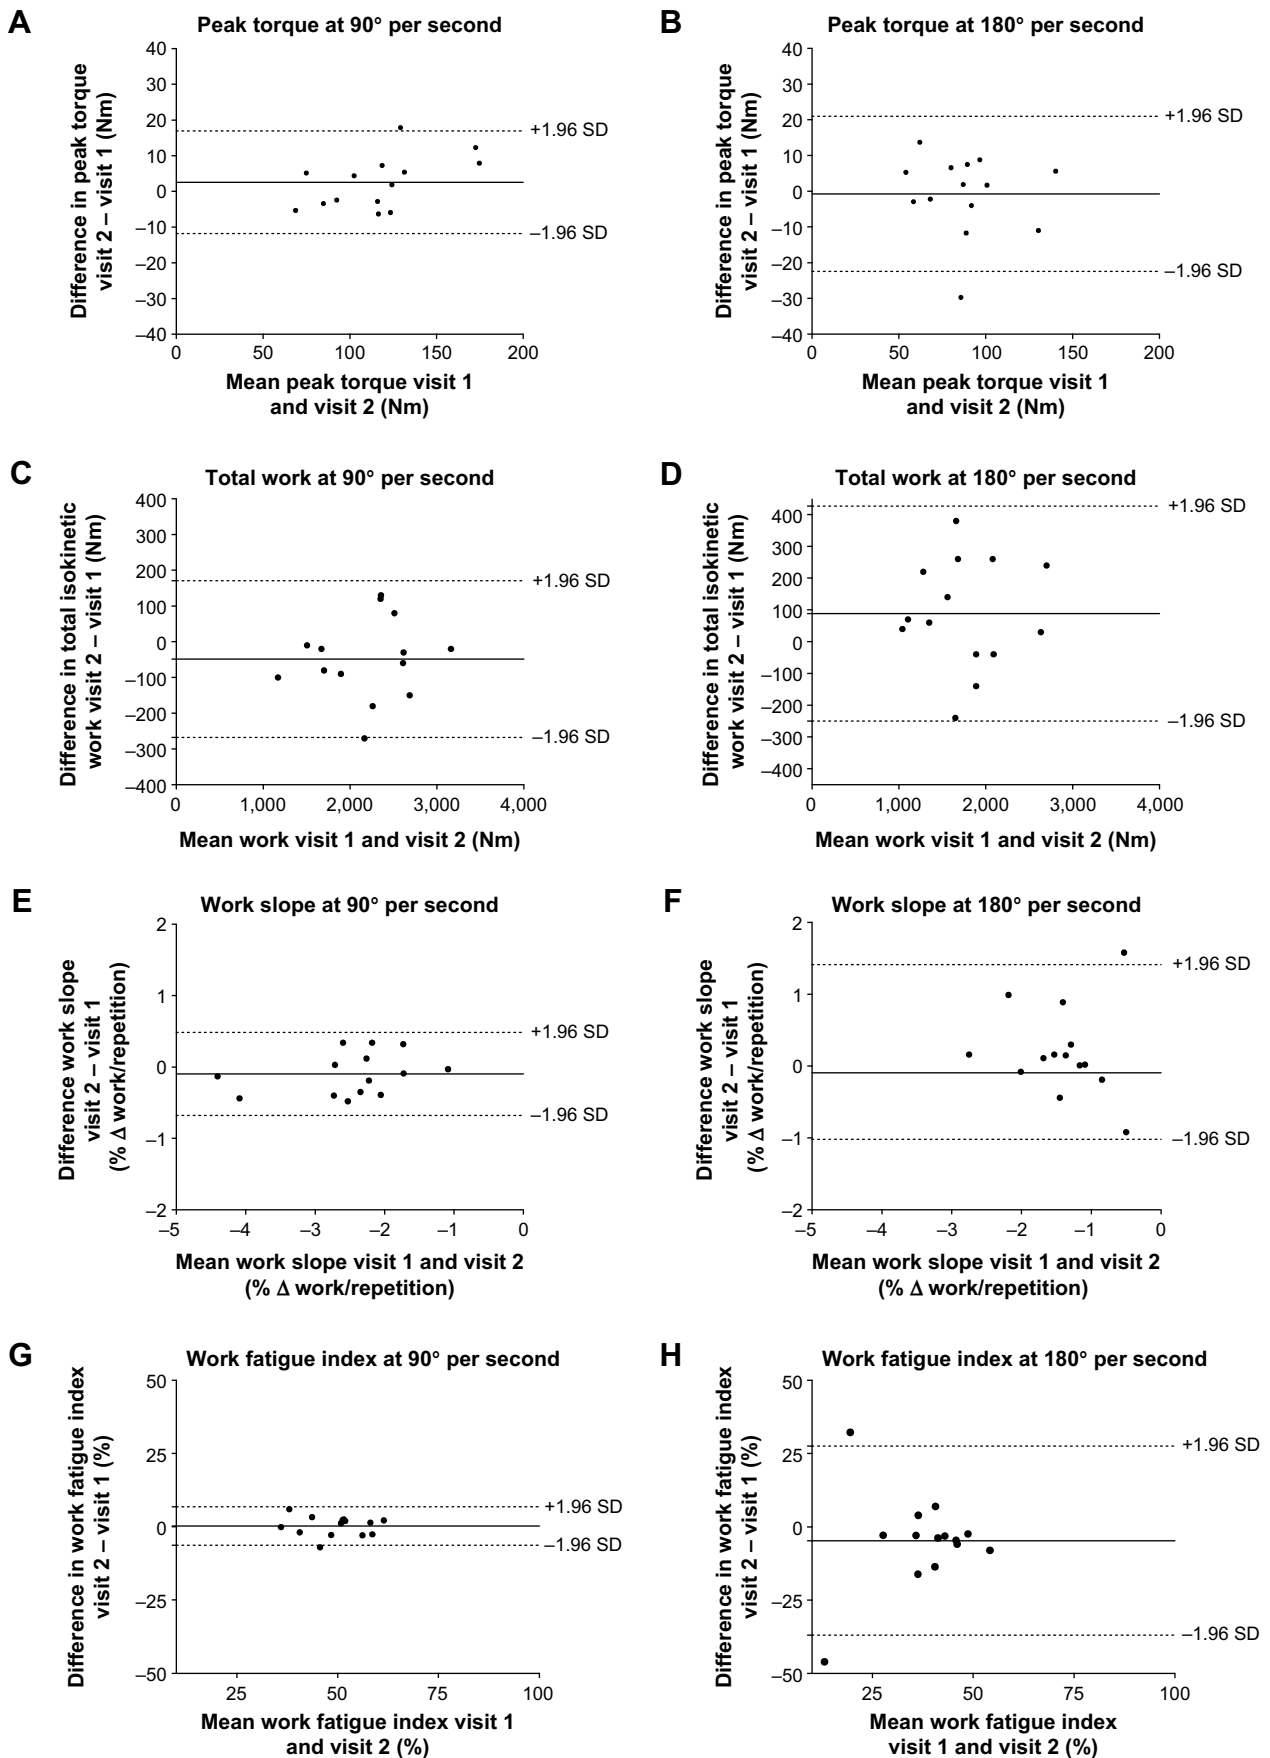 A
Peak torque at 90° per second
Difference in peak torque
visit 2 – visit 1 (Nm)
40
30
20
10
0
–10
–20
–30
–40
+1.96 SD
–1.96 SD
0
50
100
150
200
Mean peak torque visit 1
and visit 2 (Nm)
B
Peak torque at 180° per second
Difference in peak torque
visit 2 – visit 1 (Nm)
40
30
20
10
0
–10
–20
–30
–40
+1.96 SD
–1.96 SD
0
50
100
150
200
Mean peak torque visit 1
and visit 2 (Nm)
C
Total work at 90° per second
Difference in total isokinetic
work visit 2 – visit 1 (Nm)
400
300
200
100
0
–100
–200
–300
–400
+1.96 SD
–1.96 SD
0
1,000
2,000
3,000
4,000
Mean work visit 1 and visit 2 (Nm)
D
Total work at 180° per second
Difference in total isokinetic
work visit 2 – visit 1 (Nm)
400
300
200
100
0
–100
–200
–300
–400
+1.96 SD
–1.96 SD
0
1,000
2,000
3,000
4,000
Mean work visit 1 and visit 2 (Nm)
E
Work slope at 90° per second
Difference work slope
visit 2 – visit 1
(% Δ work/repetition)
2
1
0
–1
–2
+1.96 SD
–1.96 SD
–5
–4
–3
–2
–1
0
Mean work slope visit 1 and visit 2
(% Δ work/repetition)
F
Work slope at 180° per second
Difference work slope
visit 2 – visit 1
(% Δ work/repetition)
2
1
0
–1
–2
+1.96 SD
–1.96 SD
–5
–4
–3
–2
–1
0
Mean work slope visit 1 and visit 2
(% Δ work/repetition)
G
Work fatigue index at 90° per second
Difference in work fatigue index
visit 2 – visit 1 (%)
50
25
0
–25
–50
+1.96 SD
–1.96 SD
25
50
75
100
Mean work fatigue index visit 1
and visit 2 (%)
H
Work fatigue index at 180° per second
Difference in work fatigue index
visit 2 – visit 1 (%)
50
25
0
–25
–50
+1.96 SD
–1.96 SD
25
50
75
100
Mean work fatigue index
visit 1 and visit 2 (%)